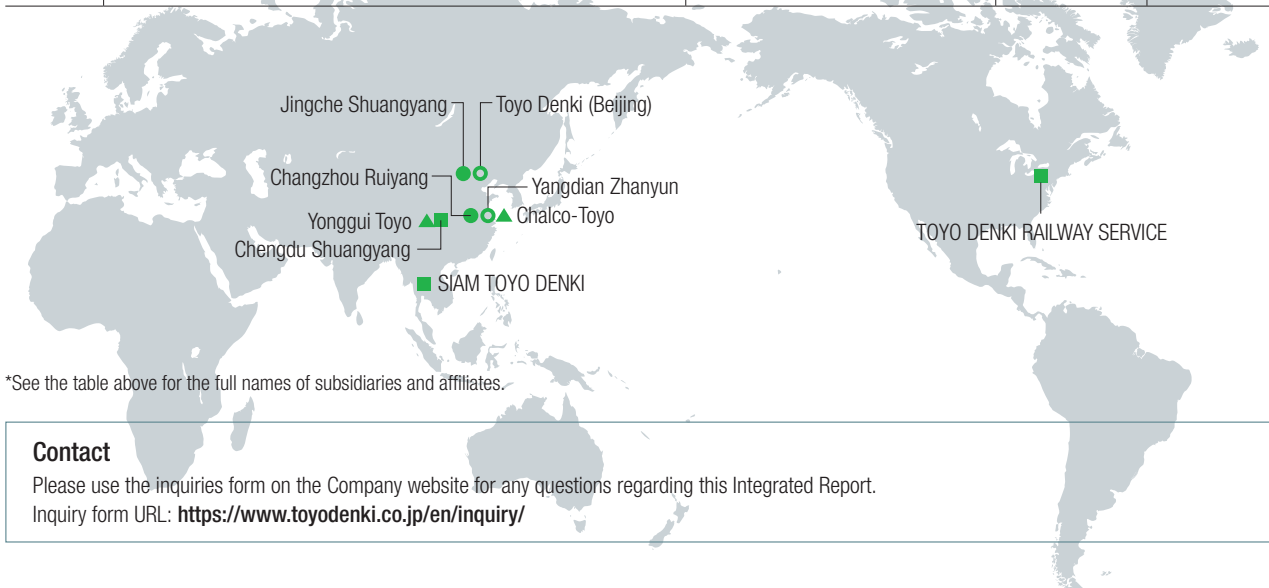 Jingche Shuangyang
Toyo Denki (Beijing)
Changzhou Ruiyang
Yangdian Zhanyun
Yonggui Toyo
Chalco-Toyo
Chengdu Shuangyang
TOYO DENKI RAILWAY SERVICE
SIAM TOYO DENKI
*See the table above for the full names of subsidiaries and affiliates.
Contact
Please use the inquiries form on the Company website for any questions regarding this Integrated Report.
Inquiry form URL: https://www.toyodenki.co.jp/en/inquiry/